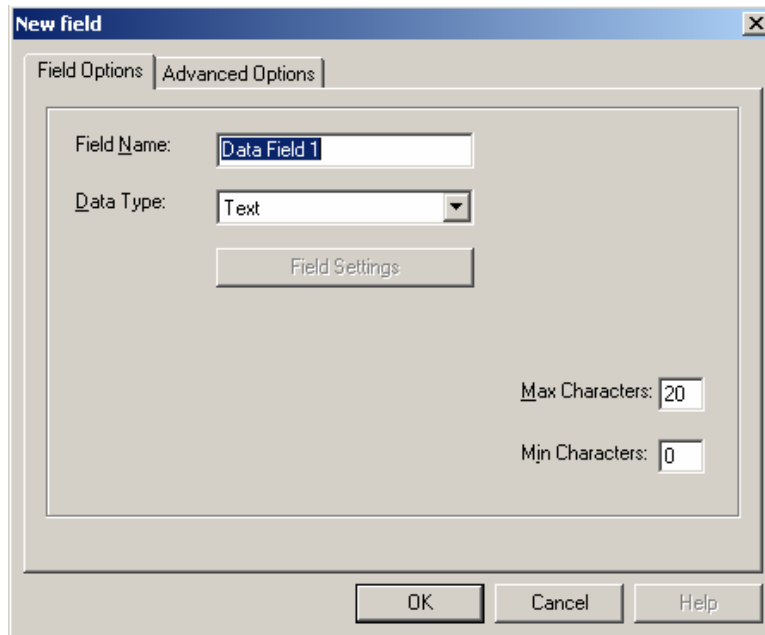 New field
Field Options Advanced Options
Field Name: Data Field 1
Data Type: Text
Field Settings
Max Characters: 20
Min Characters: 0
OK Cancel Help